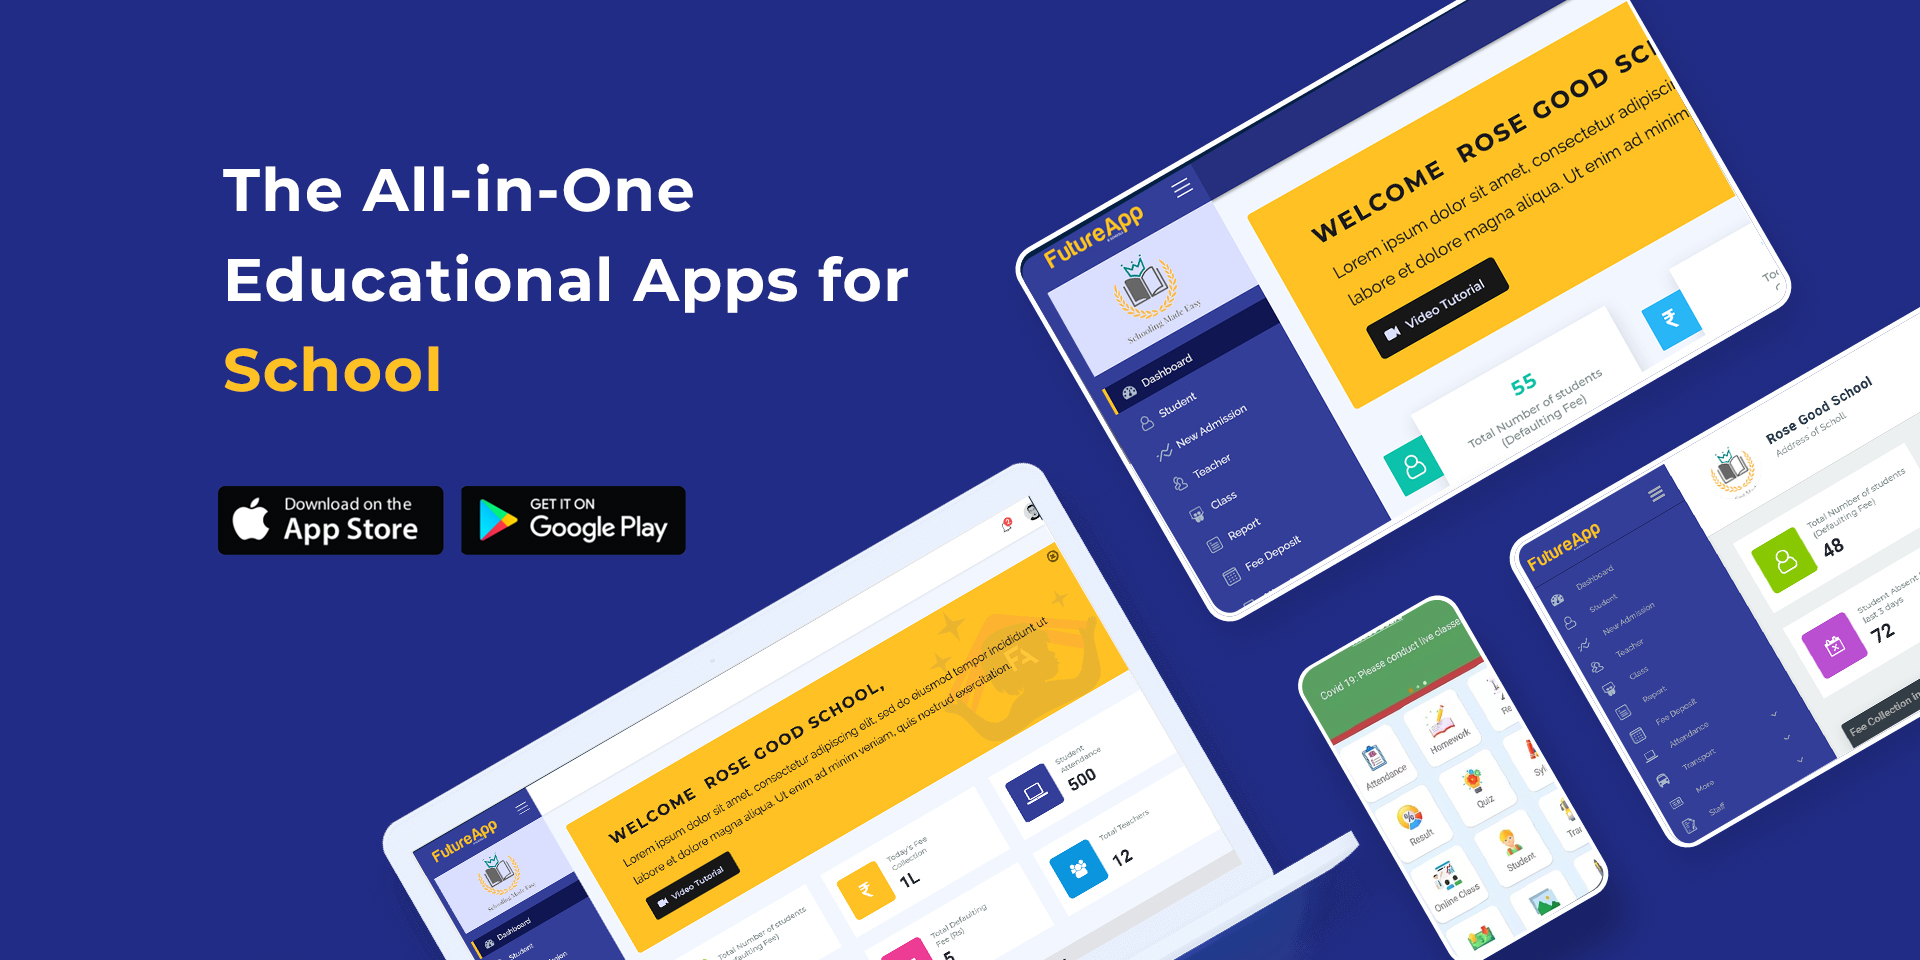 The All-in-One
Educational Apps for
School
Download on the
App Store
GET IT ON
Google Play
FutureApp
Schooling Made Easy
Dashboard
Student
New Admission
Teacher
Class
Report
Fee Deposit
WELCOME ROSE GOOD SC
Lorem ipsum dolor sit amet, consectetur adipisci
labore et dolore magna aliqua. Ut enim ad minim
Video Tutorial
55
Total Number of students
(Defaulting Fee)
₹
FutureApp
Dashboard
Student
New Admission
Teacher
Class
Report
Fee Deposit
Attendance
Transport
More
Staff
Rose Good School
Address of Scholl
Total Number of students
(Defaulting Fee)
48
Student Absent
last 3 days
72
Fee Collection in
Covid 19: Please conduct live classe
Attendance
Homework
Re
Result
Quiz
Sy
Online Class
Student
Tra
FutureApp
Schooling Made Easy
Dashboard
Student
2
WELCOME ROSE GOOD SCHOOL,
Lorem ipsum dolor sit amet, consectetur adipiscing elit, sed do eiusmod tempor incididunt ut
labore et dolore magna aliqua. Ut enim ad minim veniam, quis nostrud exercitation.
Video Tutorial
FA
Student
Attendance
500
₹
Today's Fee
Collection
1L
Total Teachers
12
Total Number of students
Total Defaulting
Fee (Rs)
5